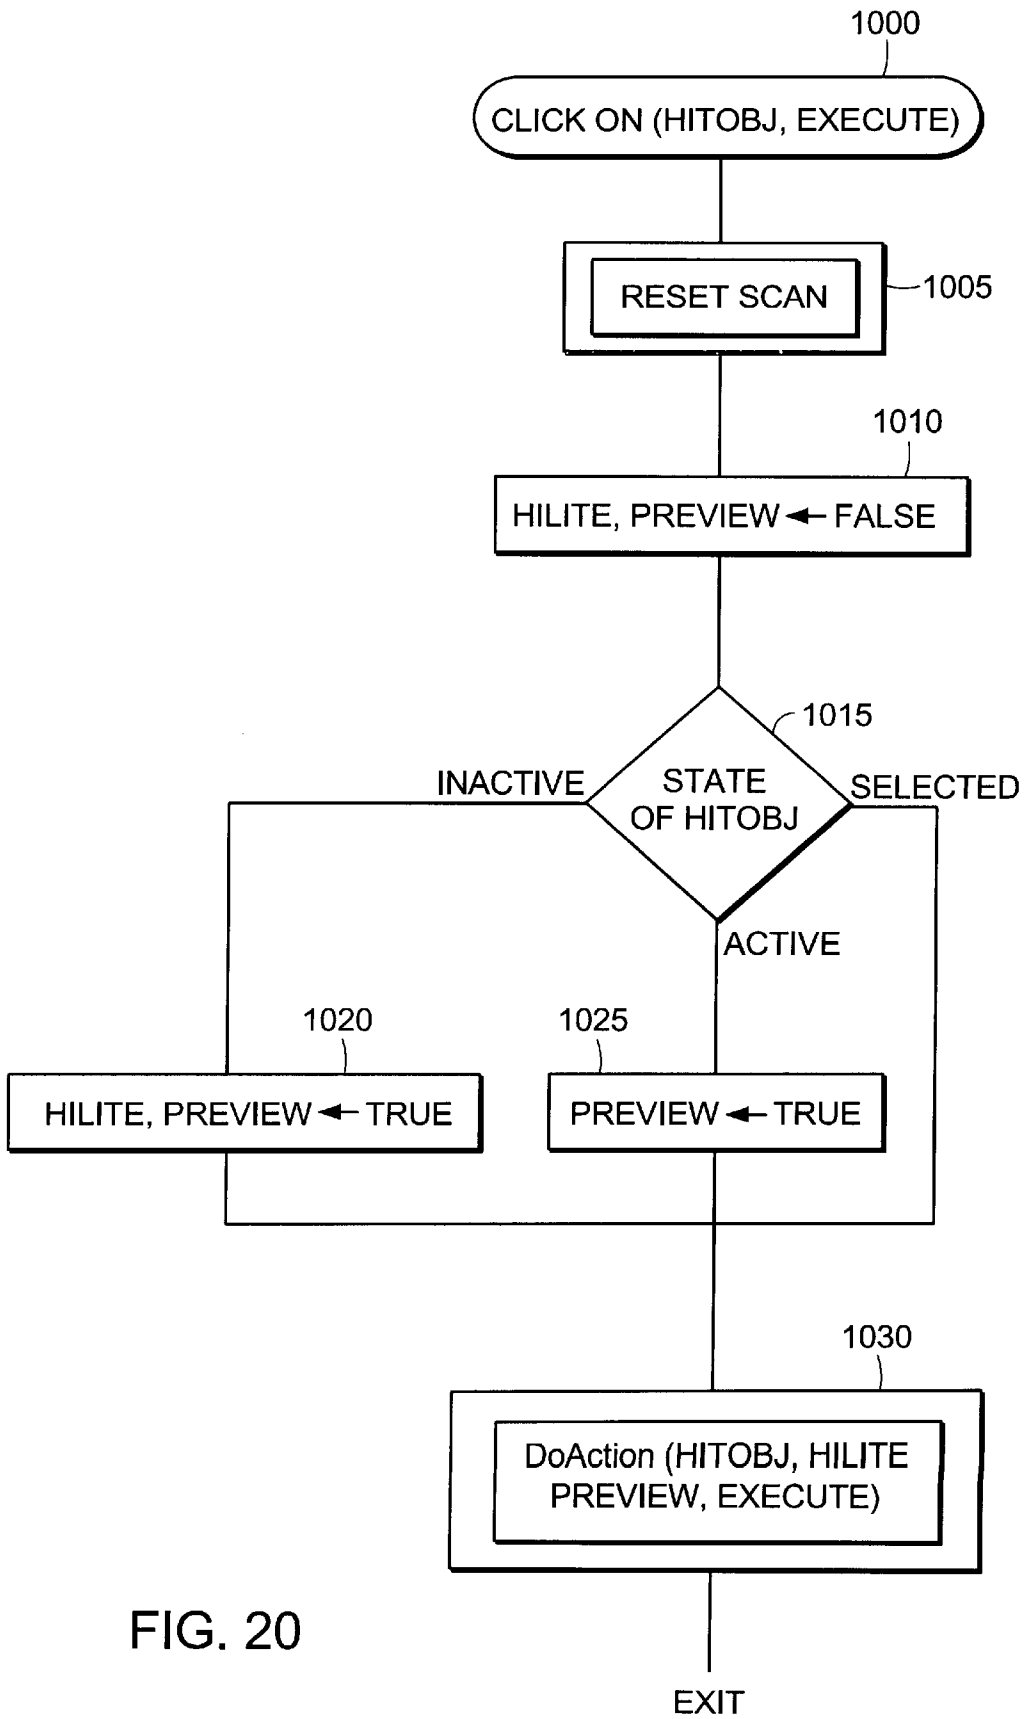 1000
CLICK ON (HITOBJ, EXECUTE)
RESET SCAN
1005
1010
HILITE, PREVIEW ← FALSE
1015
INACTIVE
STATE
OF HITOBJ
SELECTED
ACTIVE
1020
1025
HILITE, PREVIEW ← TRUE
PREVIEW ← TRUE
1030
DoAction (HITOBJ, HILITE
PREVIEW, EXECUTE)
FIG. 20
EXIT